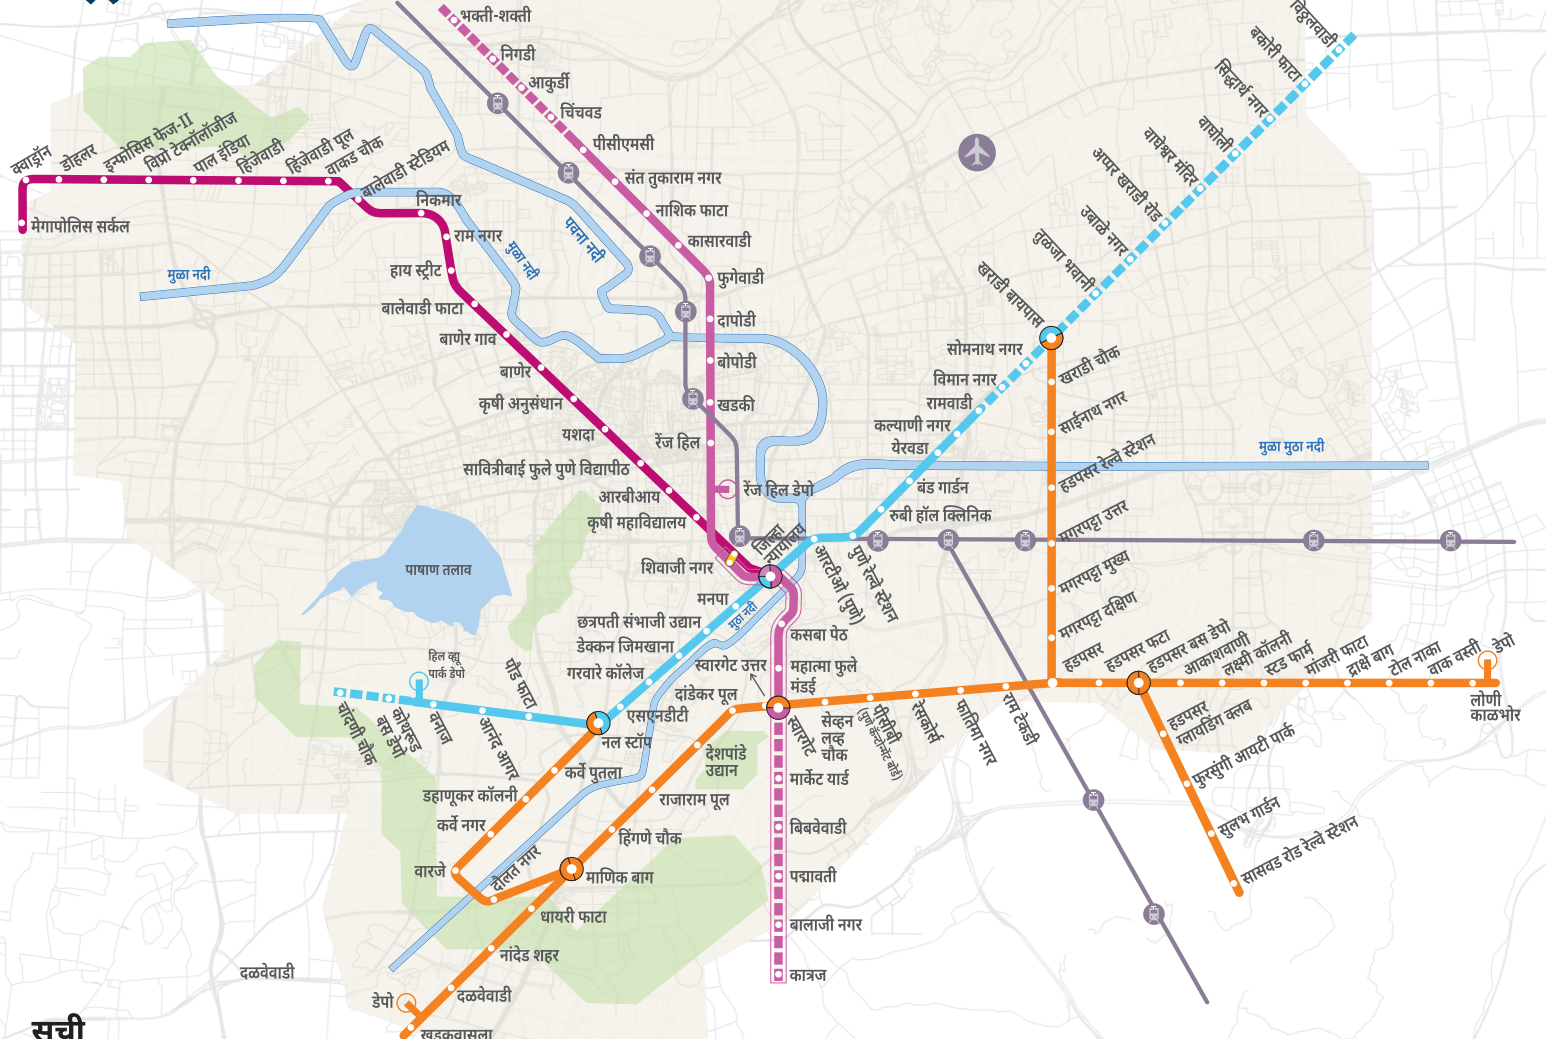 भक्ती-शक्ती
निगडी
आकुर्डी
चिंचवड
पीसीएमसी
संत तुकाराम नगर
नाशिक फाटा
कासारवाडी
फुगेवाडी
दापोडी
बोपोडी
खडकी
रेंज हिल
रेंज हिल डेपो
क्वाड्रॉन
डोहलर
इन्फोसिस फेज-II
विप्रो टेक्नॉलॉजीज
पाल इंडिया
हिंजेवाडी
हिंजेवाडी पूल
वाकड चौक
बालेवाडी स्टेडियम
मेगापोलिस सर्कल
निकमार
राम नगर
हाय स्ट्रीट
बालेवाडी फाटा
बाणेर गाव
बाणेर
कृषी अनुसंधान
यशदा
सावित्रीबाई फुले पुणे विद्यापीठ
आरबीआय
कृषी महाविद्यालय
शिवाजी नगर
जिल्हा
न्यायालय
मुळा नदी
मुळा नदी
पवना नदी
मुळा मुठा नदी
मुठा नदी
पाषाण तलाव
विठ्ठलवाडी
बकोरी फाटा
सिद्धार्थ नगर
वाघोली
वाघेश्वर मंदिर
अप्पर खराडी रोड
उबाळे नगर
तुळजा भवानी
खराडी बायपास
सोमनाथ नगर
विमान नगर
रामवाडी
कल्याणी नगर
येरवडा
बंड गार्डन
रुबी हॉल क्लिनिक
पुणे रेल्वे स्टेशन
आरटीओ (पुणे)
मनपा
छत्रपती संभाजी उद्यान
डेक्कन जिमखाना
गरवारे कॉलेज
एसएनडीटी
नल स्टॉप
पौड फाटा
आनंद आगर
वनाज
हिल व्ह्यू
पार्क डेपो
कोथरूड
बस डेपो
चांदणी चौक
खराडी चौक
साईनाथ नगर
हडपसर रेल्वे स्टेशन
मगरपट्टा उत्तर
मगरपट्टा मुख्य
मगरपट्टा दक्षिण
हडपसर
हडपसर फटा
हडपसर बस डेपो
आकाशवाणी
लक्ष्मी कॉलनी
स्टड फार्म
मांजरी फाटा
द्राक्षे बाग
टोल नाका
वाक वस्ती
डेपो
लोणी
काळभोर
हडपसर
ग्लायडिंग क्लब
फुरसुंगी आयटी पार्क
सुलभ गार्डन
सासवड रोड रेल्वे स्टेशन
कसबा पेठ
महात्मा फुले
मंडई
स्वारगेट उत्तर
दांडेकर पूल
स्वारगेट
सेव्हन
लव्ह
चौक
पीसीबी
(पुणे कॅन्टोन्मेंट बोर्ड)
रेसकोर्स
फातिमा नगर
राम टेकडी
मार्केट यार्ड
बिबवेवाडी
पद्मावती
बालाजी नगर
कात्रज
देशपांडे
उद्यान
राजाराम पूल
हिंगणे चौक
माणिक बाग
कर्वे पुतला
डहाणूकर कॉलनी
कर्वे नगर
वारजे
दौलत नगर
धायरी फाटा
नांदेड शहर
दळवेवाडी
दळवेवाडी
डेपो
खडकवासला
सूची